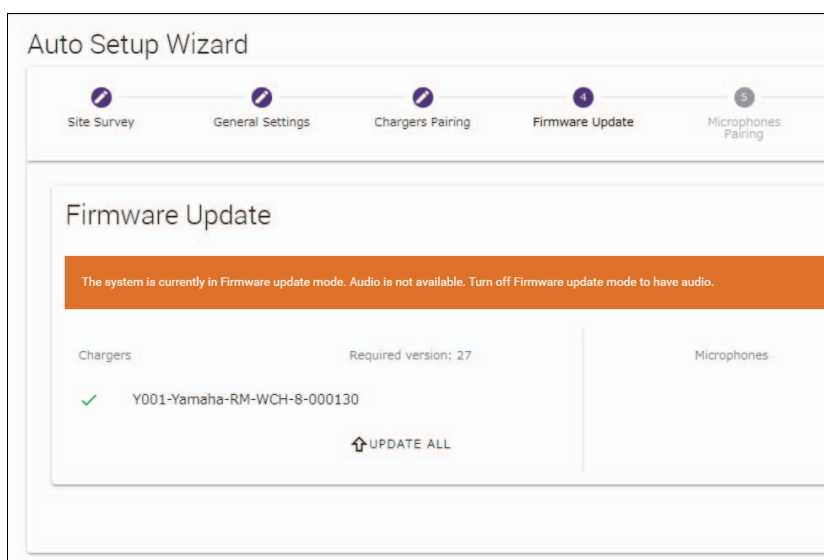 Auto Setup Wizard
4
5
Site Survey
General Settings
Chargers Pairing
Firmware Update
Microphones
Pairing
Firmware Update
The system is currently in Firmware update mode. Audio is not available. Turn off Firmware update mode to have audio.
Chargers
Required version: 27
Microphones
Y001-Yamaha-RM-WCH-8-000130
UPDATE ALL